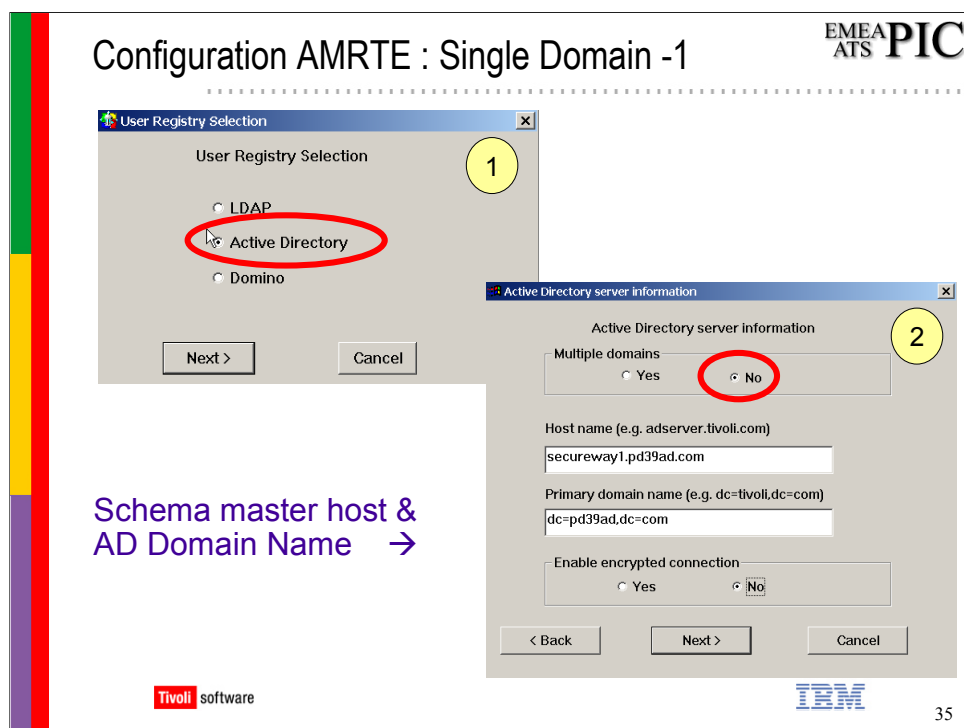 Configuration AMRTE : Single Domain -1
EMEA
ATS PIC
User Registry Selection
User Registry Selection
1
LDAP
Active Directory
Domino
Next >
Cancel
Active Directory server information
Active Directory server information
2
Multiple domains
Yes
No
Host name (e.g. adserver.tivoli.com)
secureway1.pd39ad.com
Primary domain name (e.g. dc=tivoli,dc=com)
dc=pd39ad,dc=com
Enable encrypted connection
Yes
No
< Back
Next >
Cancel
Schema master host &
AD Domain Name →
Tivoli software
IBM
35